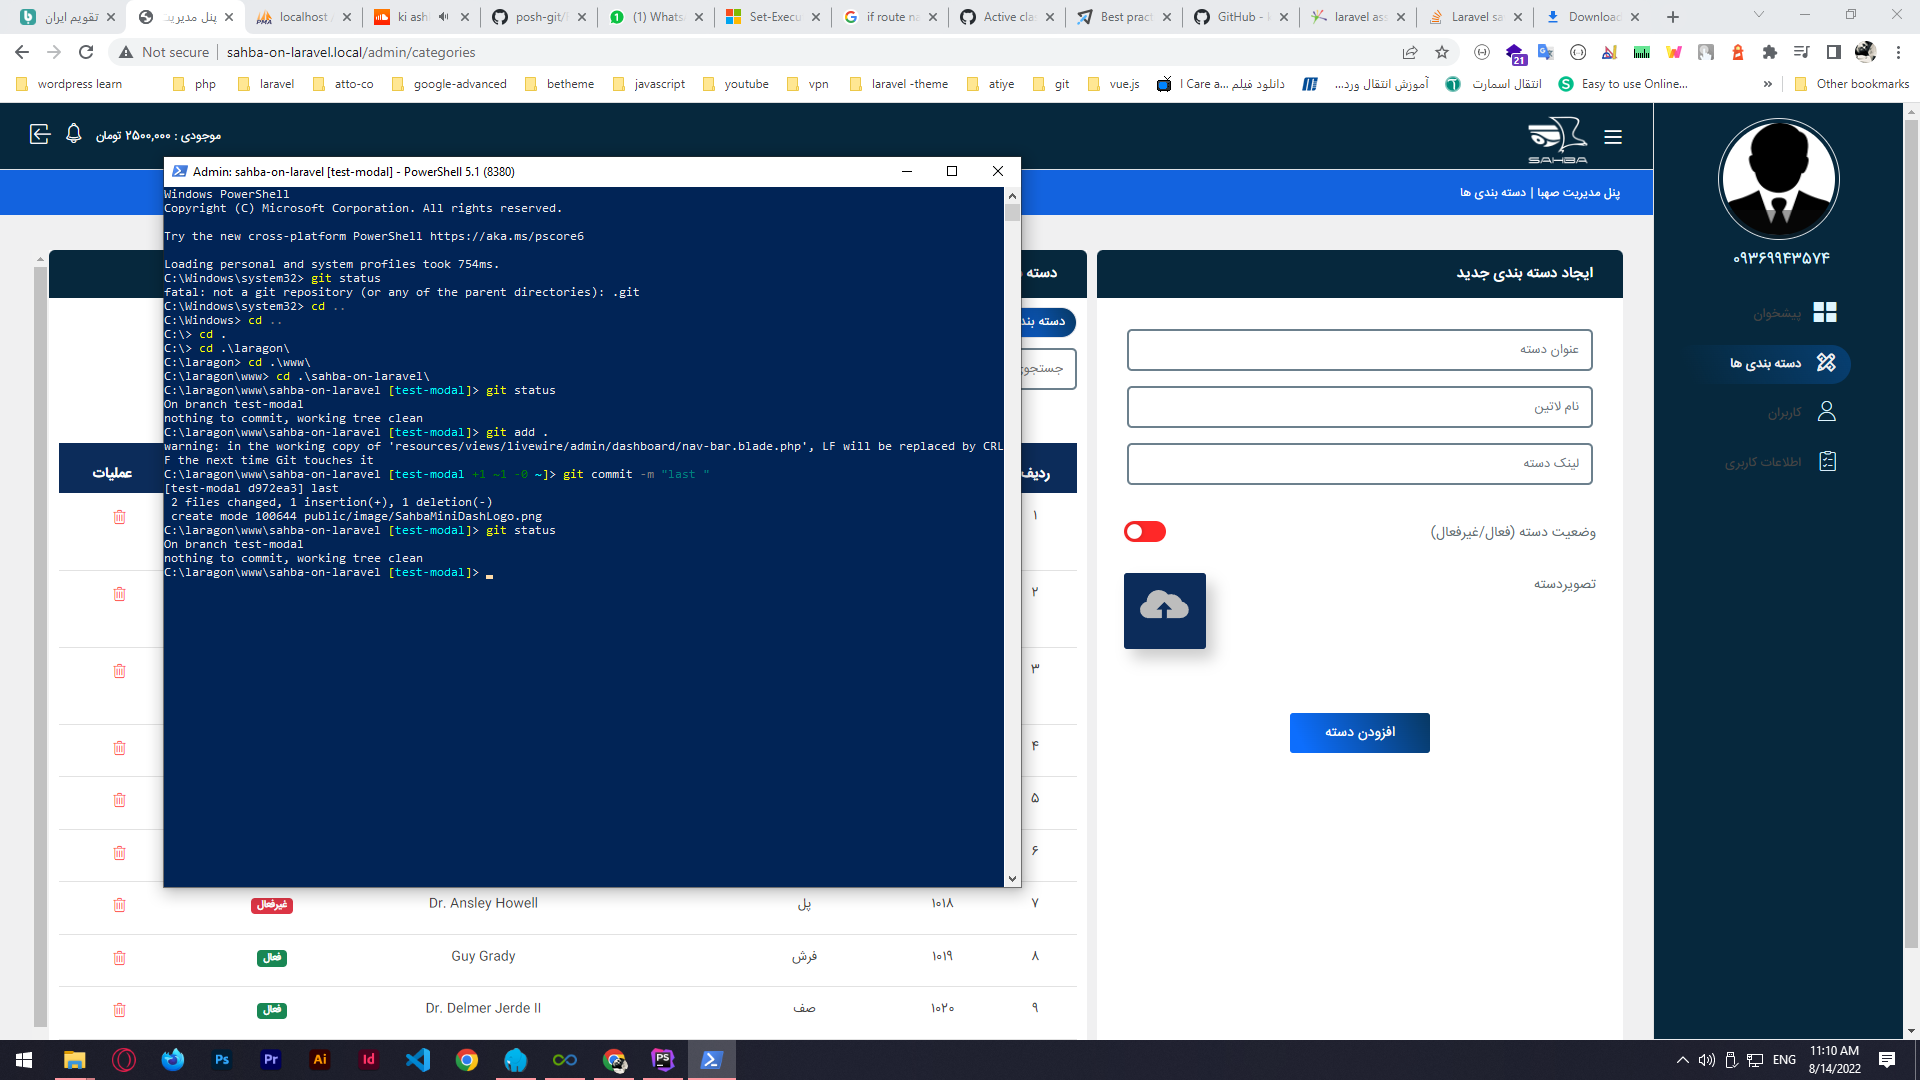 تقویم ایران
پنل مدیریت
localhost /
ki ash
posh-git/
(1) Whats
Set-Execu
if route na
Active cla
Best pract
GitHub -
laravel ass
Laravel sa
Downloac
Not secure
sahba-on-laravel.local/admin/categories
21
wordpress learn
php
laravel
atto-co
google-advanced
betheme
javascript
youtube
vpn
laravel -theme
atiye
git
vue.js
I Care a... دانلود فیلم
آموزش انتقال ورد...
انتقال اسمارت
Easy to use Online...
»
Other bookmarks
موجودی : ۲۵۰۰,۰۰۰ تومان
SAHBA
پنل مدیریت صهبا | دسته بندی ها
Admin: sahba-on-laravel [test-modal] - PowerShell 5.1 (8380)
Windows PowerShell
Copyright (C) Microsoft Corporation. All rights reserved.
Try the new cross-platform PowerShell https://aka.ms/pscore6
Loading personal and system profiles took 754ms.
C:\Windows\system32> git status
fatal: not a git repository (or any of the parent directories): .git
C:\Windows\system32> cd ..
C:\Windows> cd ..
C:\> cd .
C:\> cd .\laragon\
C:\laragon> cd .\www\
C:\laragon\www> cd .\sahba-on-laravel\
C:\laragon\www\sahba-on-laravel [test-modal]> git status
On branch test-modal
nothing to commit, working tree clean
C:\laragon\www\sahba-on-laravel [test-modal]> git add .
warning: in the working copy of 'resources/views/livewire/admin/dashboard/nav-bar.blade.php', LF will be replaced by CRL
F the next time Git touches it
C:\laragon\www\sahba-on-laravel [test-modal +1 ~1 -0 ~]> git commit -m "last "
[test-modal d972ea3] last
2 files changed, 1 insertion(+), 1 deletion(-)
create mode 100644 public/image/SahbaMiniDashLogo.png
C:\laragon\www\sahba-on-laravel [test-modal]> git status
On branch test-modal
nothing to commit, working tree clean
C:\laragon\www\sahba-on-laravel [test-modal]>
۰۹۳۶۹۹۴۳۵۷۴
پیشخوان
دسته بندی ها
کاربران
اطلاعات کاربری
ایجاد دسته بندی جدید
عنوان دسته
نام لاتین
لینک دسته
وضعیت دسته (فعال/غیرفعال)
تصویردسته
افزودن دسته
دسته
دسته بند
جستجوی
ردیف
عملیات
۱
۲
۳
۴
۵
۶
۷ ۱۰۱۸ پل Dr. Ansley Howell غیرفعال
۸ ۱۰۱۹ فرش Guy Grady فعال
۹ ۱۰۲۰ صف Dr. Delmer Jerde II فعال
Ps
Pr
Ai
Id
PS
ENG
11:10 AM
8/14/2022